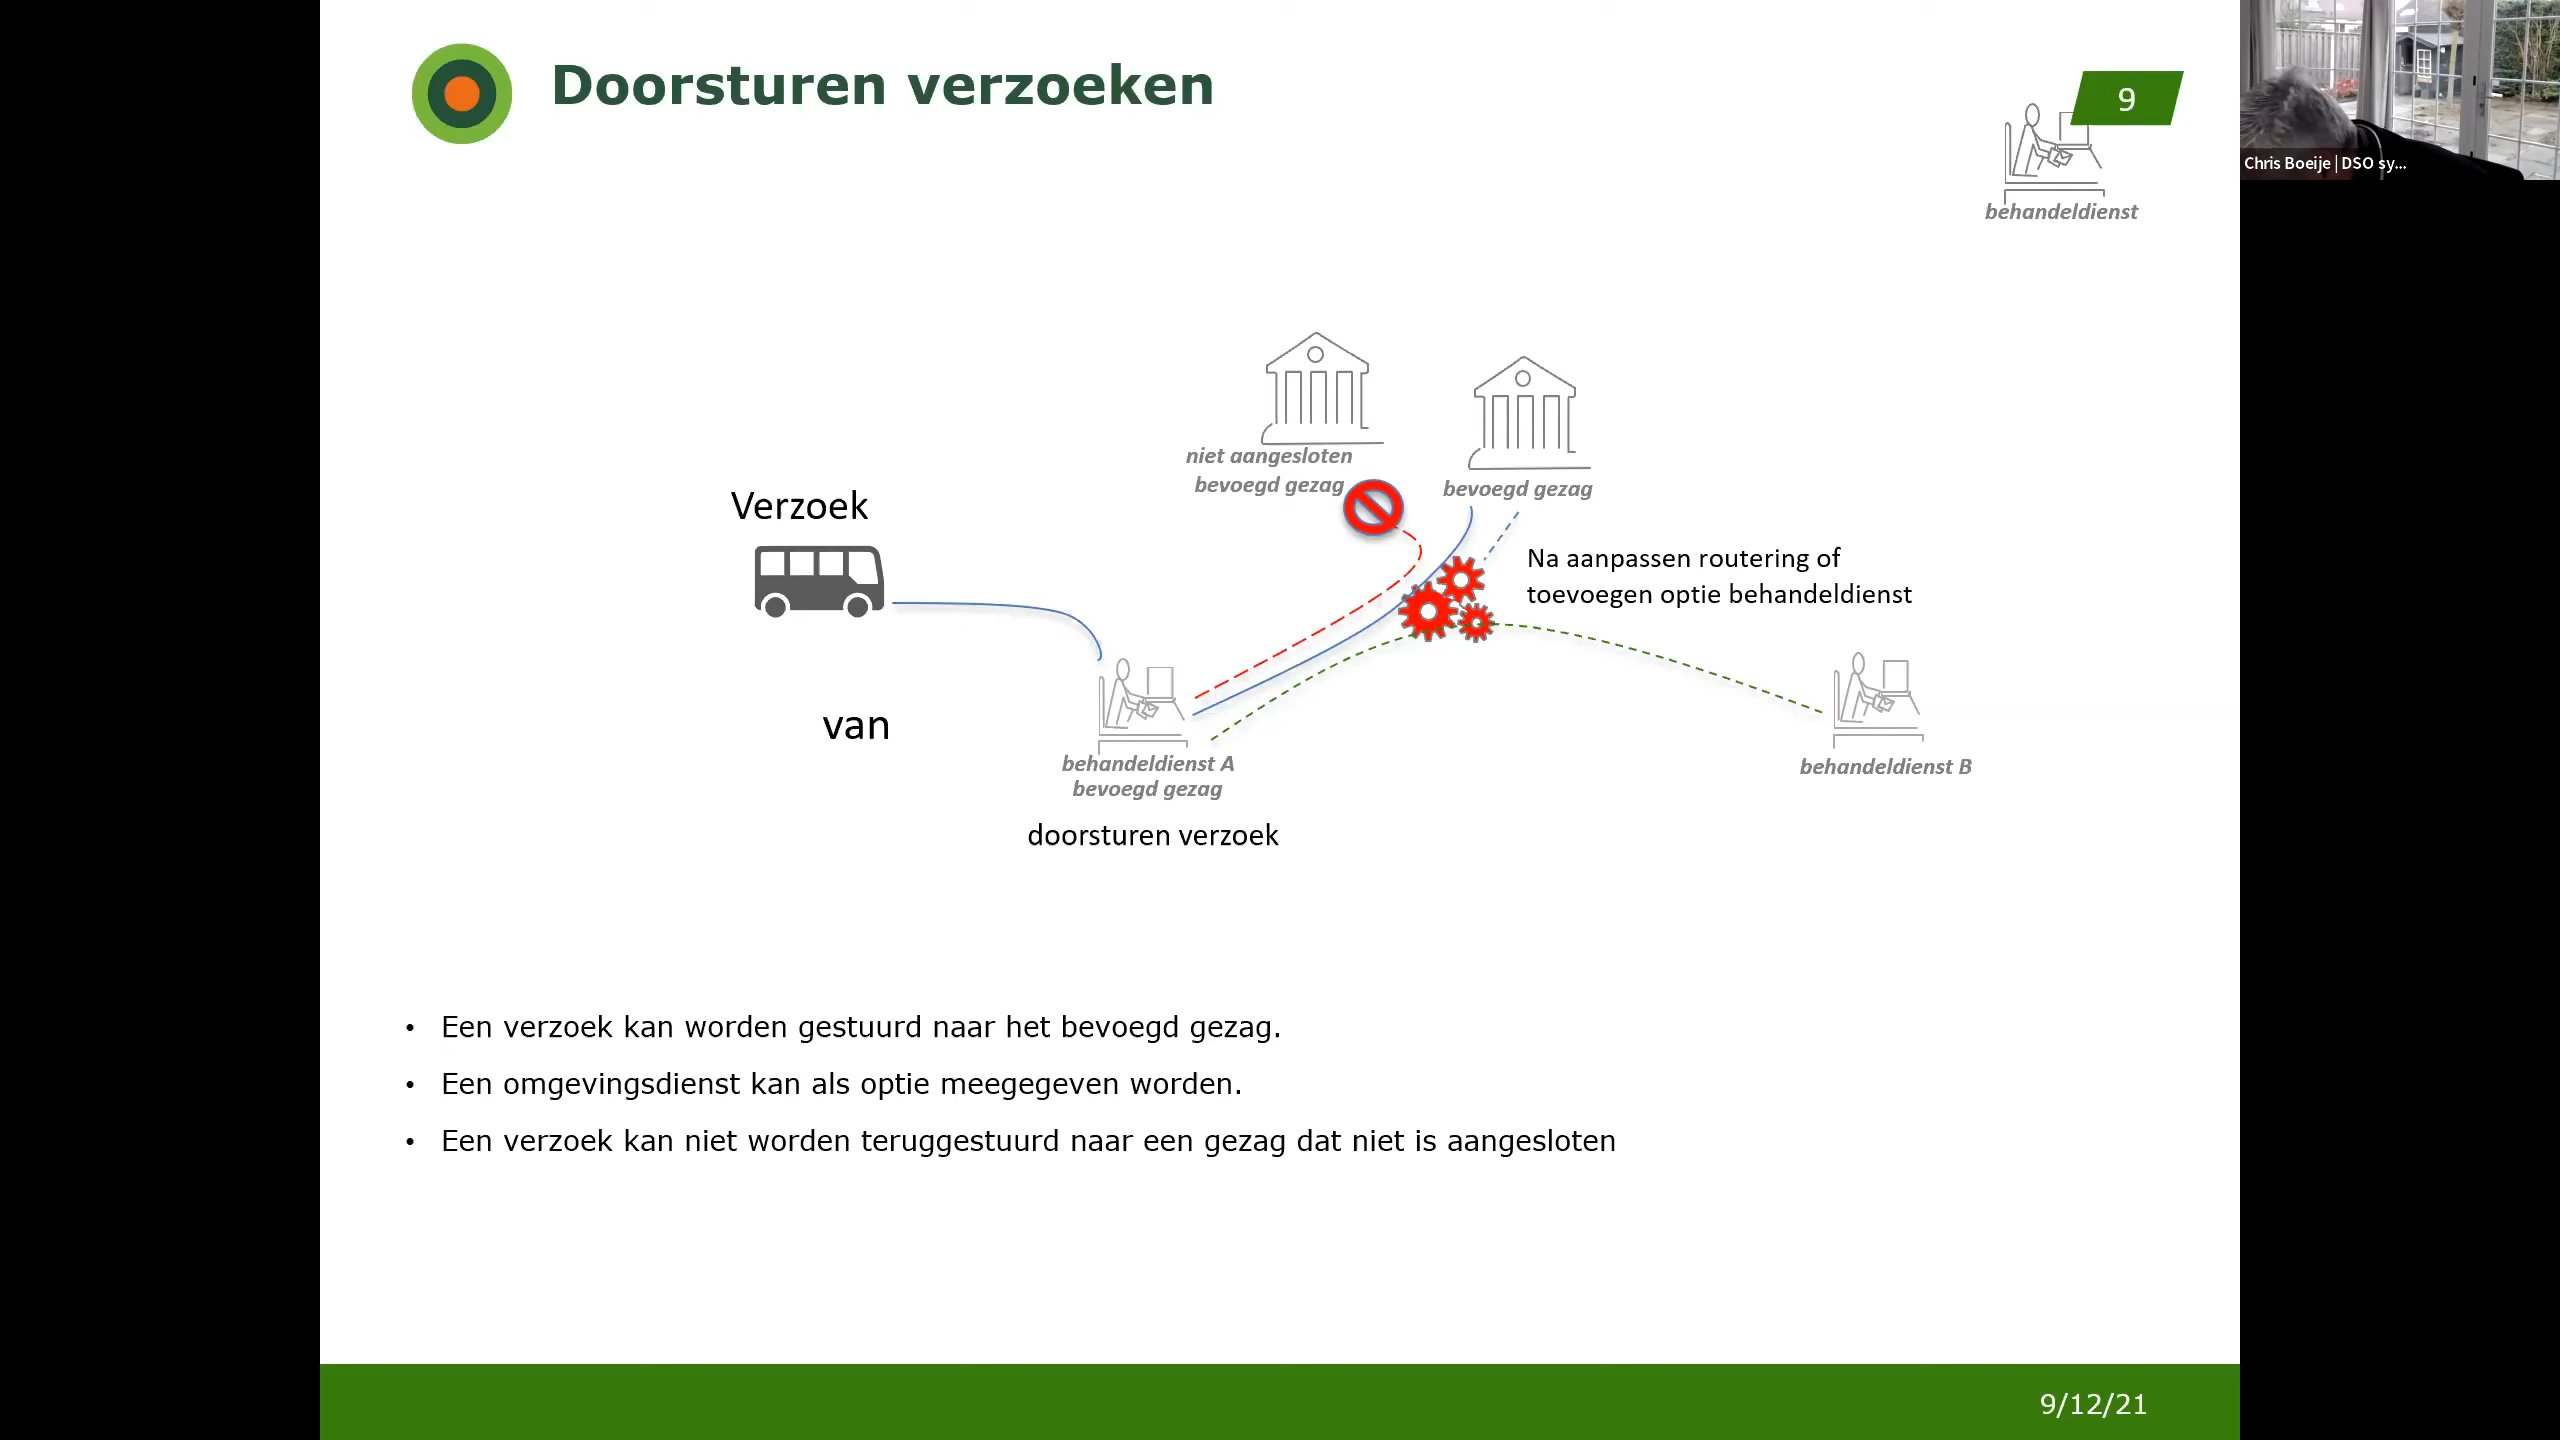 Doorsturen verzoeken
9
behandeldienst
Chris Boeije | DSO sy...
niet aangesloten
bevoegd gezag
bevoegd gezag
Verzoek
Na aanpassen routering of
toevoegen optie behandeldienst
van
behandeldienst A
bevoegd gezag
behandeldienst B
doorsturen verzoek
• Een verzoek kan worden gestuurd naar het bevoegd gezag.
• Een omgevingsdienst kan als optie meegegeven worden.
• Een verzoek kan niet worden teruggestuurd naar een gezag dat niet is aangesloten
9/12/21